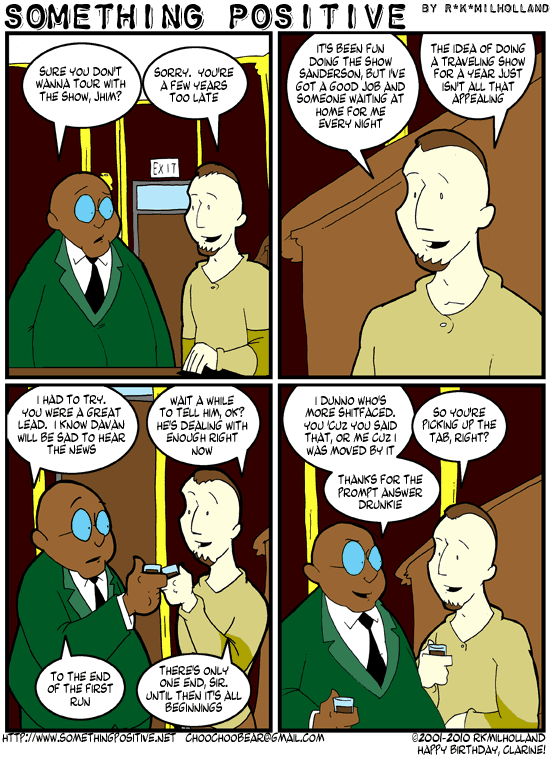 SOMETHING POSITIVE BY R*K*MILHOLLAND
SURE YOU DON'T
WANNA TOUR WITH
THE SHOW, JHIM?
SORRY. YOU'RE
A FEW YEARS
TOO LATE
EXIT
IT'S BEEN FUN
DOING THE SHOW
SANDERSON, BUT I'VE
GOT A GOOD JOB AND
SOMEONE WAITING AT
HOME FOR ME
EVERY NIGHT
THE IDEA OF DOING
A TRAVELING SHOW
FOR A YEAR JUST
ISN'T ALL THAT
APPEALING
I HAD TO TRY.
YOU WERE A GREAT
LEAD. I KNOW DAVAN
WILL BE SAD TO HEAR
THE NEWS
WAIT A WHILE
TO TELL HIM, OK?
HE'S DEALING WITH
ENOUGH RIGHT
NOW
TO THE END
OF THE FIRST
RUN
THERE'S ONLY
ONE END, SIR.
UNTIL THEN IT'S ALL
BEGINNINGS
I DUNNO WHO'S
MORE SHITFACED.
YOU 'CUZ YOU SAID
THAT, OR ME CUZ I
WAS MOVED BY IT
SO YOU'RE
PICKING UP THE
TAB, RIGHT?
THANKS FOR THE
PROMPT ANSWER
DRUNKIE
HTTP://WWW.SOMETHINGPOSITIVE.NET CHOOCHOOBEAR@GMAIL.COM
©2001-2010 RKMILHOLLAND
HAPPY BIRTHDAY, CLARINE!